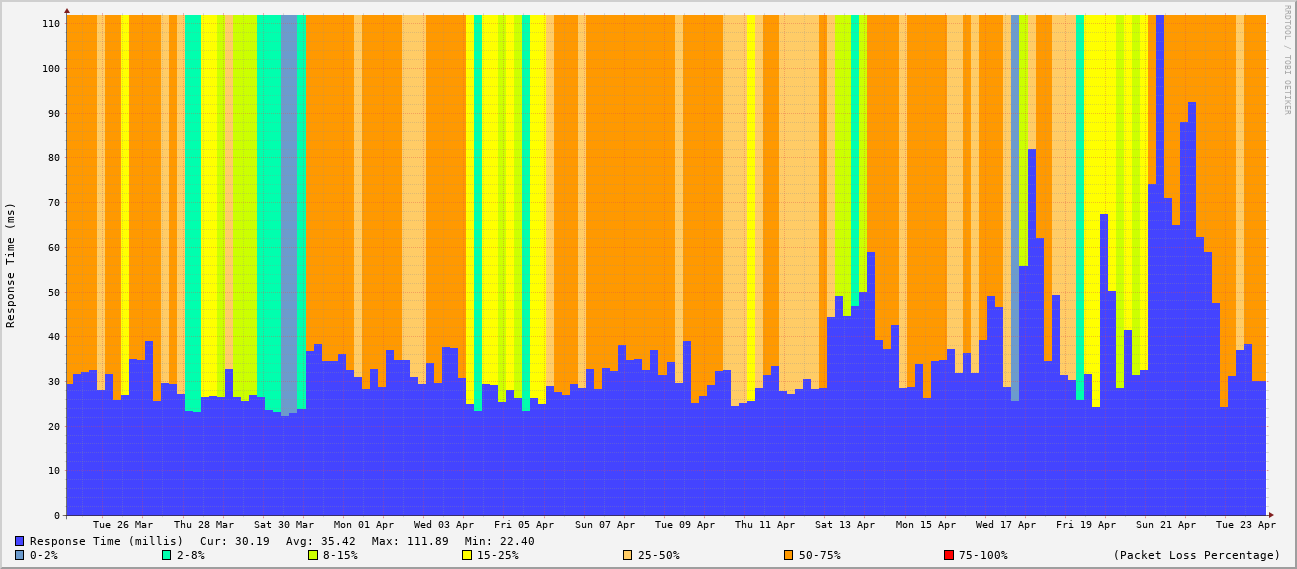 RRDTOOL / TOBI OETIKER
Response Time (ms)
110
100
90
80
70
60
50
40
30
20
10
0
Tue 26 Mar Thu 28 Mar Sat 30 Mar Mon 01 Apr Wed 03 Apr Fri 05 Apr Sun 07 Apr Tue 09 Apr Thu 11 Apr Sat 13 Apr Mon 15 Apr Wed 17 Apr Fri 19 Apr Sun 21 Apr Tue 23 Apr
Response Time (millis) Cur: 30.19 Avg: 35.42 Max: 111.89 Min: 22.40
0-2% 2-8% 8-15% 15-25% 25-50% 50-75% 75-100% (Packet Loss Percentage)